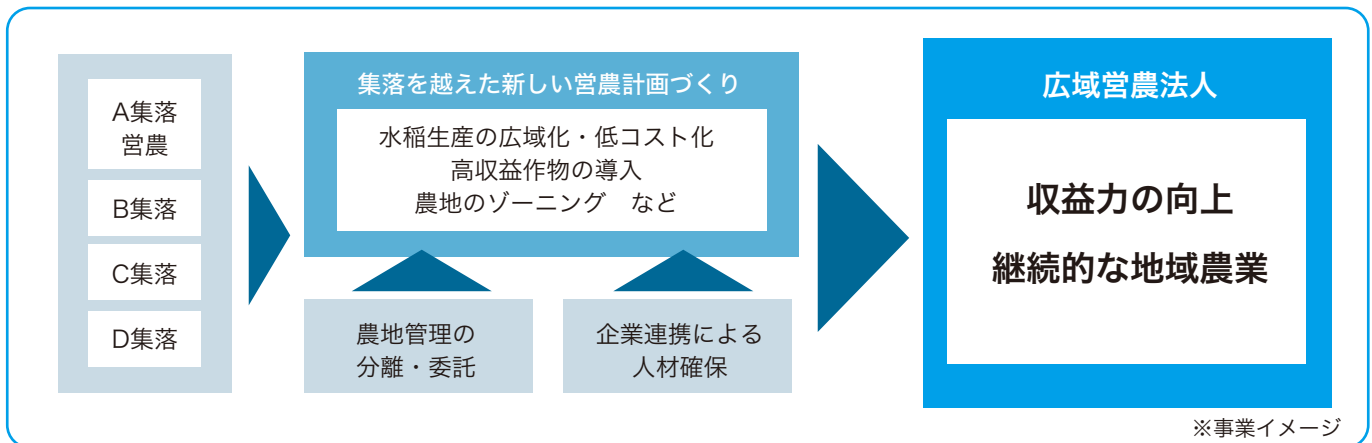 A集落
営農
B集落
C集落
D集落
集落を越えた新しい営農計画づくり
水稲生産の広域化・低コスト化
高収益作物の導入
農地のゾーニング　など
農地管理の
分離・委託
企業連携による
人材確保
広域営農法人
収益力の向上
継続的な地域農業
※事業イメージ